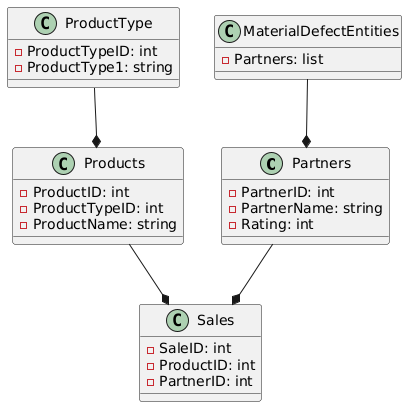 C ProductType
ProductTypeID: int
ProductType1: string
C MaterialDefectEntities
Partners: list
C Products
ProductID: int
ProductTypeID: int
ProductName: string
C Partners
PartnerID: int
PartnerName: string
Rating: int
C Sales
SaleID: int
ProductID: int
PartnerID: int